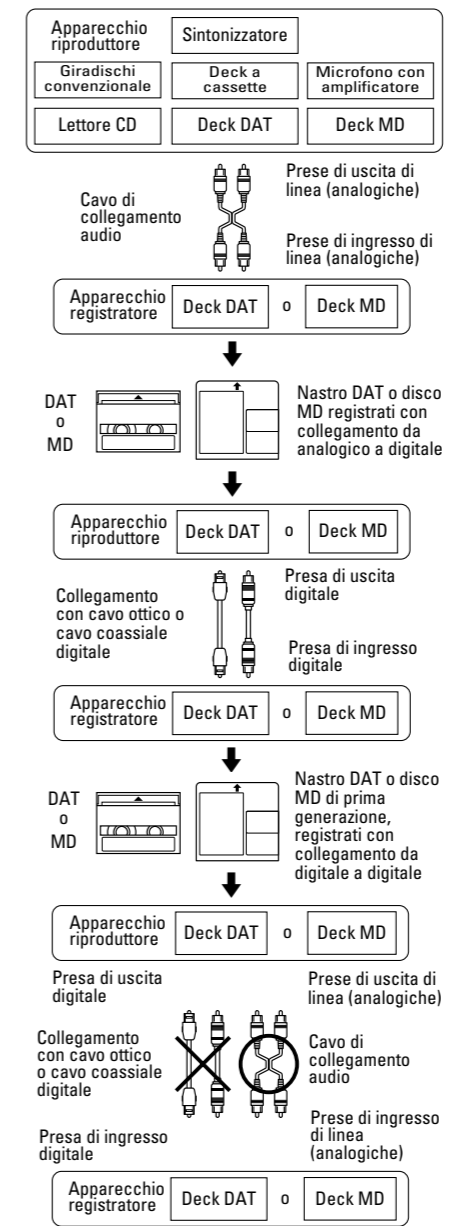 Apparecchio
riproduttore
Sintonizzatore
Giradischi
convenzionale
Deck a
cassette
Microfono con
amplificatore
Lettore CD
Deck DAT
Deck MD
Cavo di
collegamento
audio
Prese di uscita di
linea (analogiche)
Prese di ingresso di
linea (analogiche)
Apparecchio
registratore
Deck DAT
o
Deck MD
DAT
o
MD
Nastro DAT o disco
MD registrati con
collegamento da
analogico a digitale
Apparecchio
riproduttore
Deck DAT
o
Deck MD
Collegamento
con cavo ottico o
cavo coassiale
digitale
Presa di uscita
digitale
Presa di ingresso
digitale
Apparecchio
registratore
Deck DAT
o
Deck MD
DAT
o
MD
Nastro DAT o disco
MD di prima
generazione,
registrati con
collegamento da
digitale a digitale
Apparecchio
riproduttore
Deck DAT
o
Deck MD
Presa di uscita
digitale
Prese di uscita di
linea (analogiche)
Collegamento
con cavo ottico
o cavo coassiale
digitale
Cavo di
collegamento
audio
Presa di ingresso
digitale
Prese di ingresso
di linea
(analogiche)
Apparecchio
registratore
Deck DAT
o
Deck MD